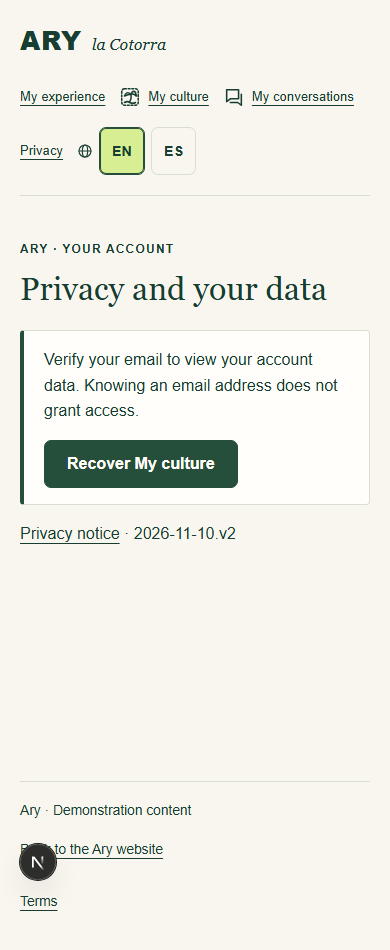 ARY la Cotorra
My experience My culture My conversations
Privacy EN ES
ARY · YOUR ACCOUNT
Privacy and your data
Verify your email to view your account
data. Knowing an email address does not
grant access.
Recover My culture
Privacy notice · 2026-11-10.v2
Ary · Demonstration content
to the Ary website
N
Terms